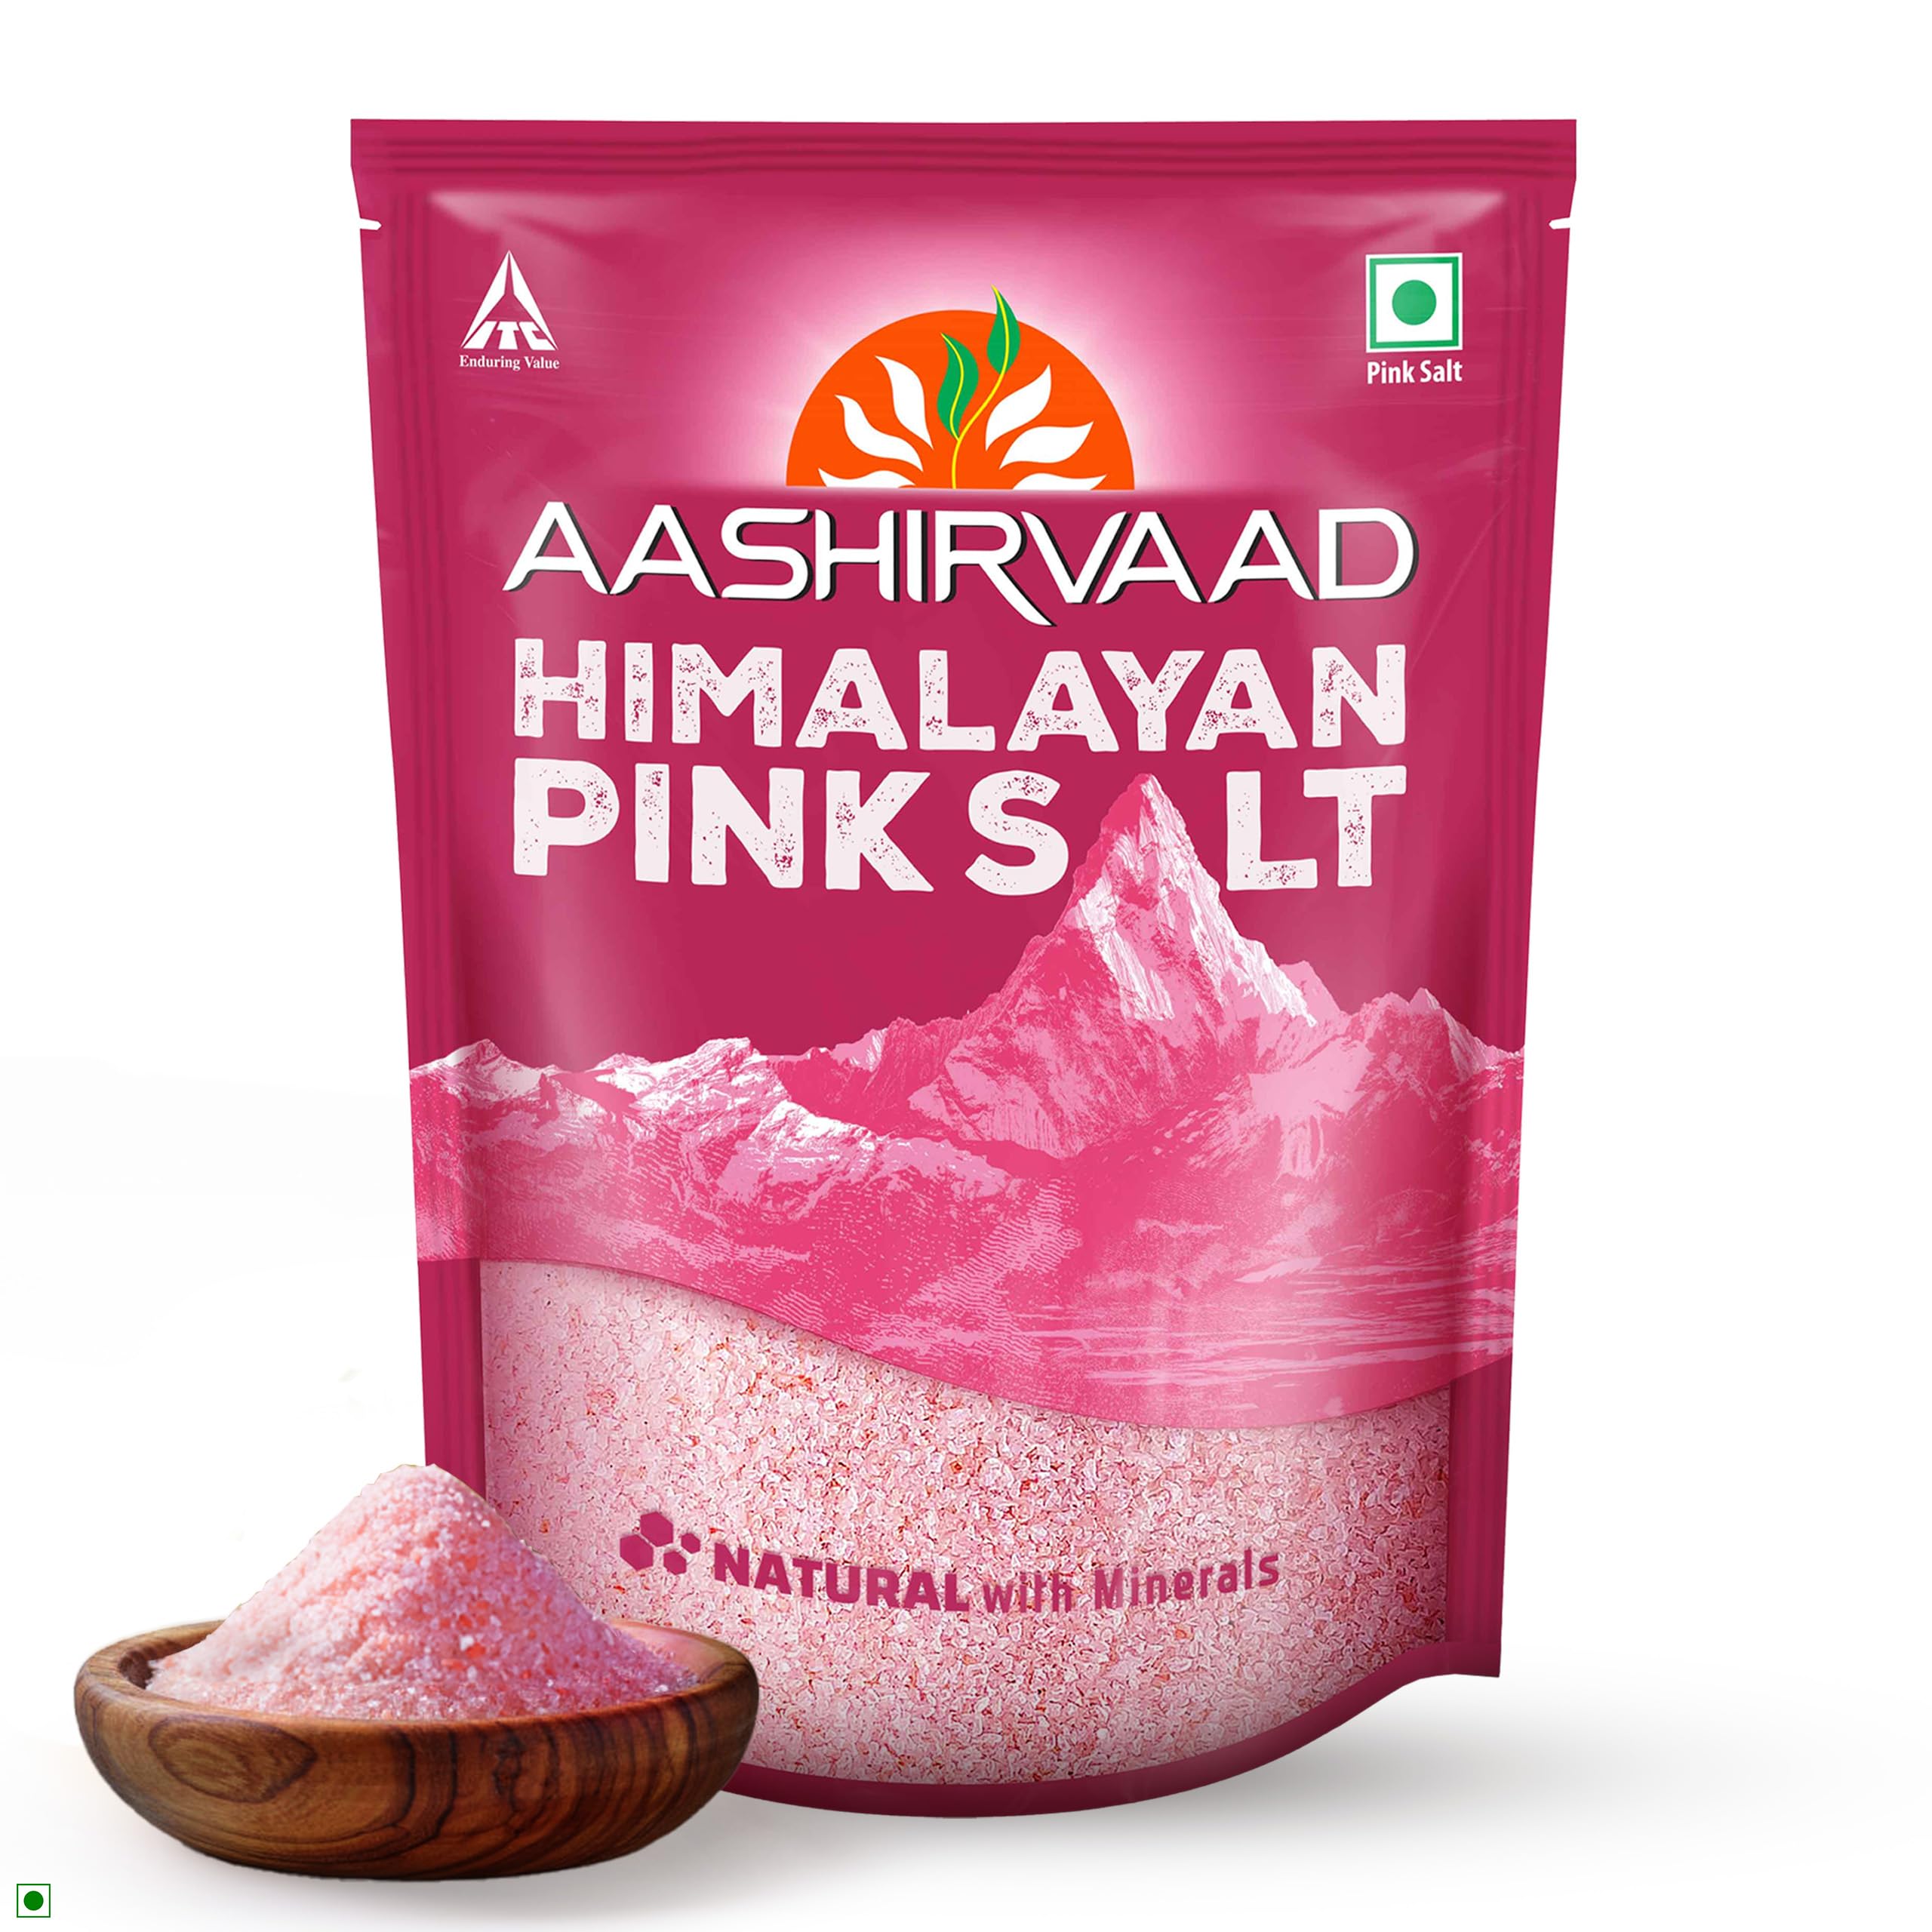 ITC
Enduring Value
Pink Salt
AASHIRVAAD
HIMALAYAN
PINK SALT
NATURAL with Minerals